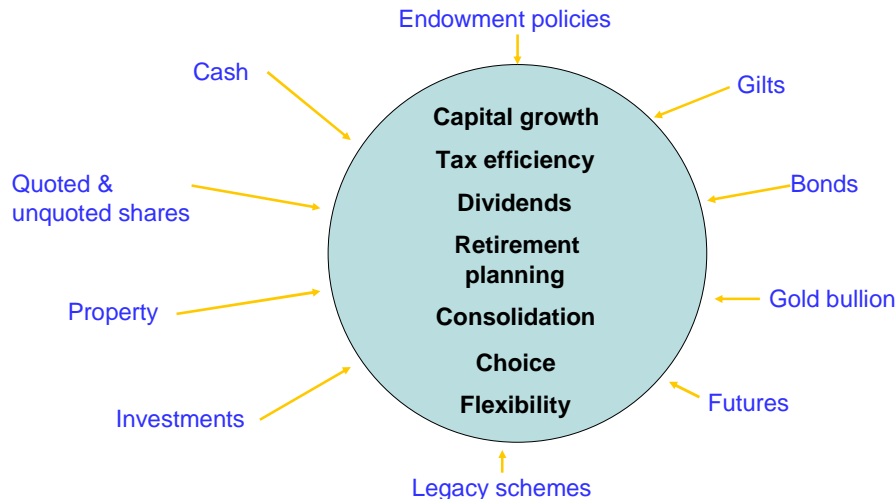 Endowment policies
Cash
Gilts
Capital growth
Tax efficiency
Quoted &
unquoted shares
Bonds
Dividends
Retirement
planning
Property
Gold bullion
Consolidation
Choice
Investments
Futures
Flexibility
Legacy schemes